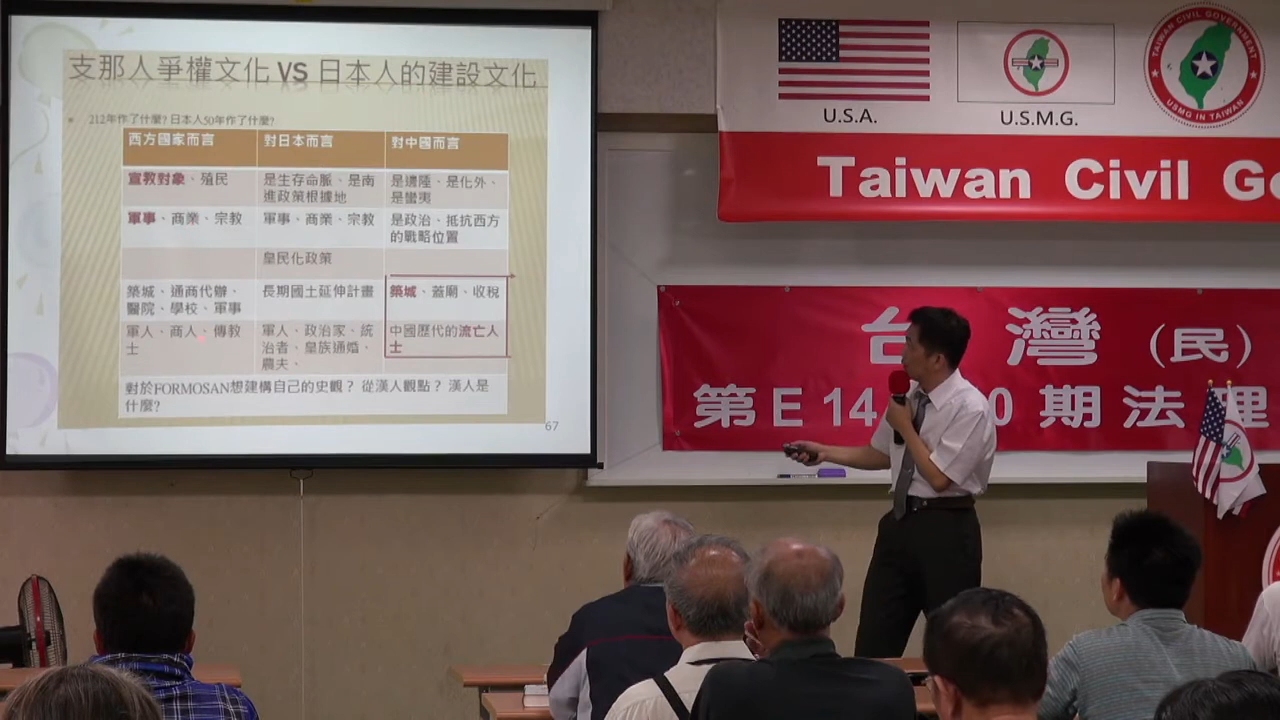 支那人爭權文化 VS 日本人的建設文化
212年作了什麼? 日本人50年作了什麼?
西方國家而言 對日本而言 對中國而言
宣教對象、殖民 是生存命脈、是南進政策根據地 是邊陲、是化外、是蠻夷
軍事、商業、宗教 軍事、商業、宗教 是政治、抵抗西方的戰略位置
皇民化政策
築城、通商代辦、醫院、學校、軍事 長期國土延伸計畫 築城、蓋廟、收稅
軍人、商人、傳教士 軍人、政治家、統治者、皇族通婚、農夫、 中國歷代的流亡人士
對於FORMOSAN想建構自己的史觀? 從漢人觀點? 漢人是
什麼?
67
U.S.A.
U.S.M.G.
TAIWAN CIVIL GOVERNMENT
USMG IN TAIWAN
Taiwan Civil Go
台灣(民)
第E14 0期法理